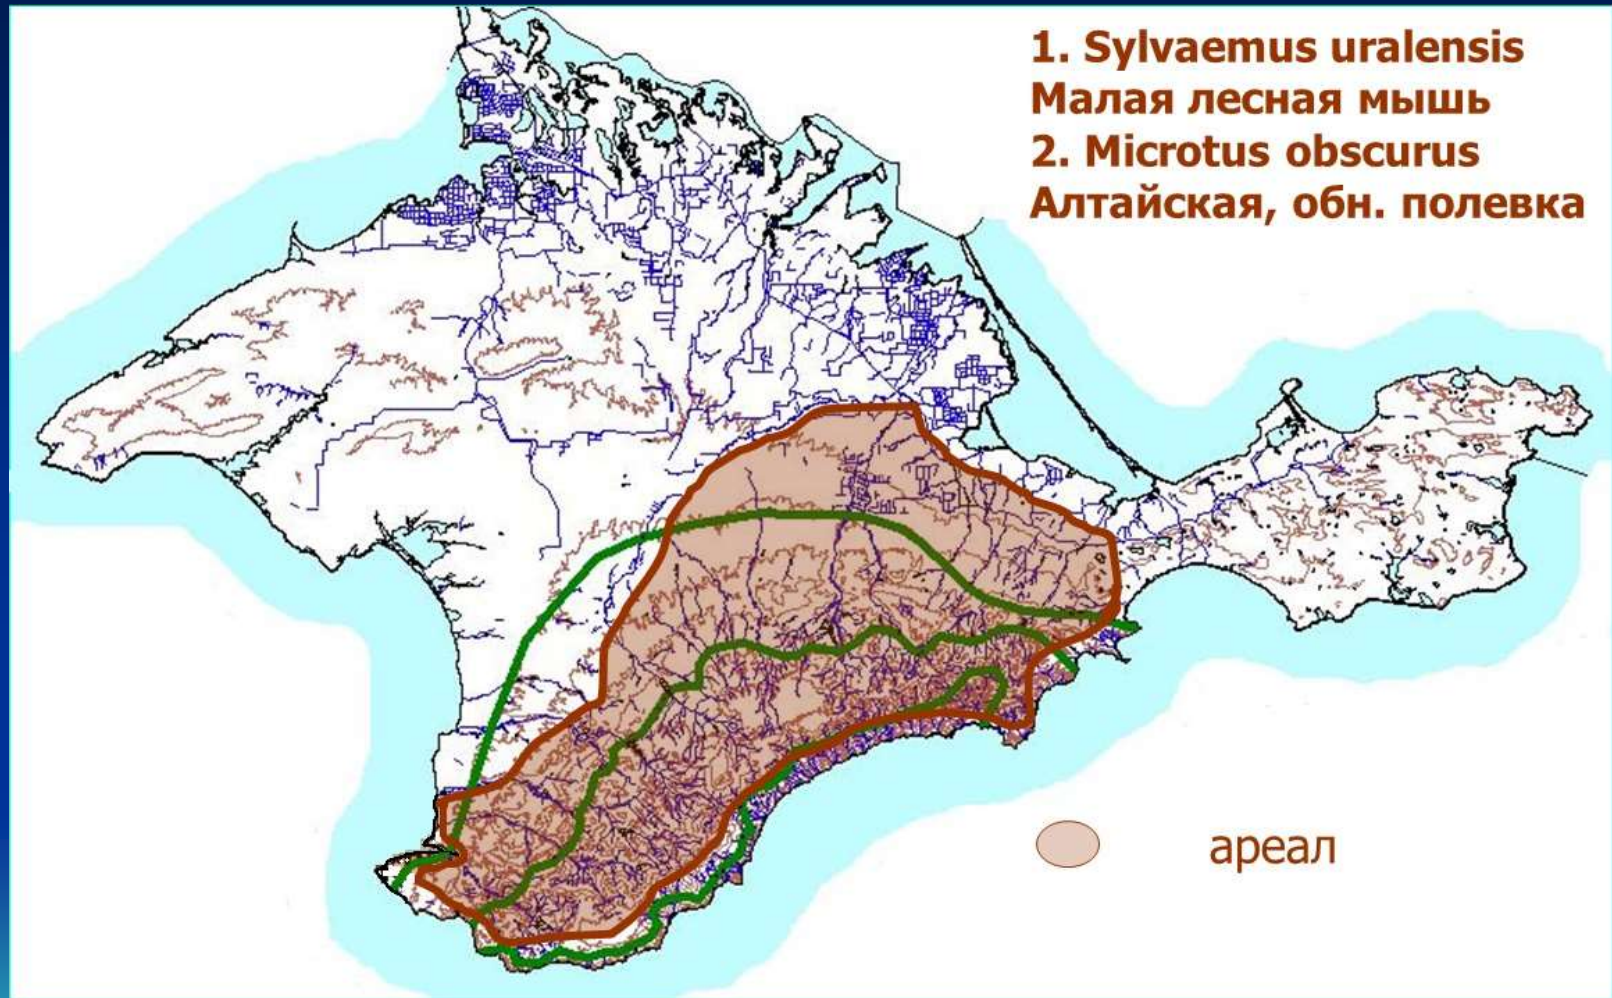 1. Sylvaemus uralensis
Малая лесная мышь
2. Microtus obscurus
Алтайская, обн. полевка
ареал